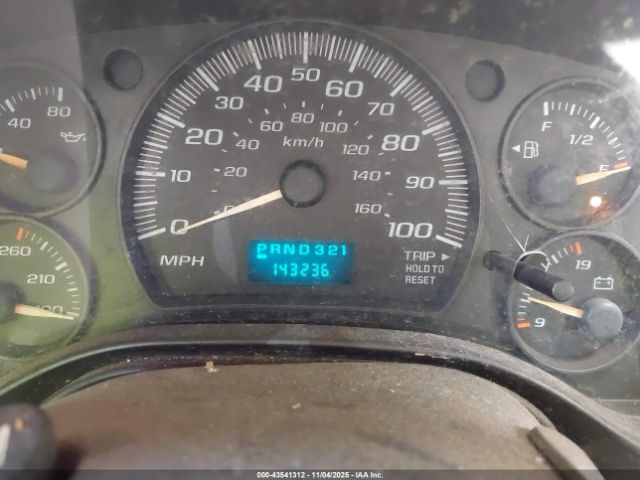 50
40 60
30 70
20 80
10 90
0 100
60 80 100
40 120
20 140
0 160
km/h
MPH
PRND321
143236
TRIP
HOLD TO
RESET
40 80
260
210
F 1/2 E
19
9
000-43541312 - 11/04/2025 - IAA Inc.